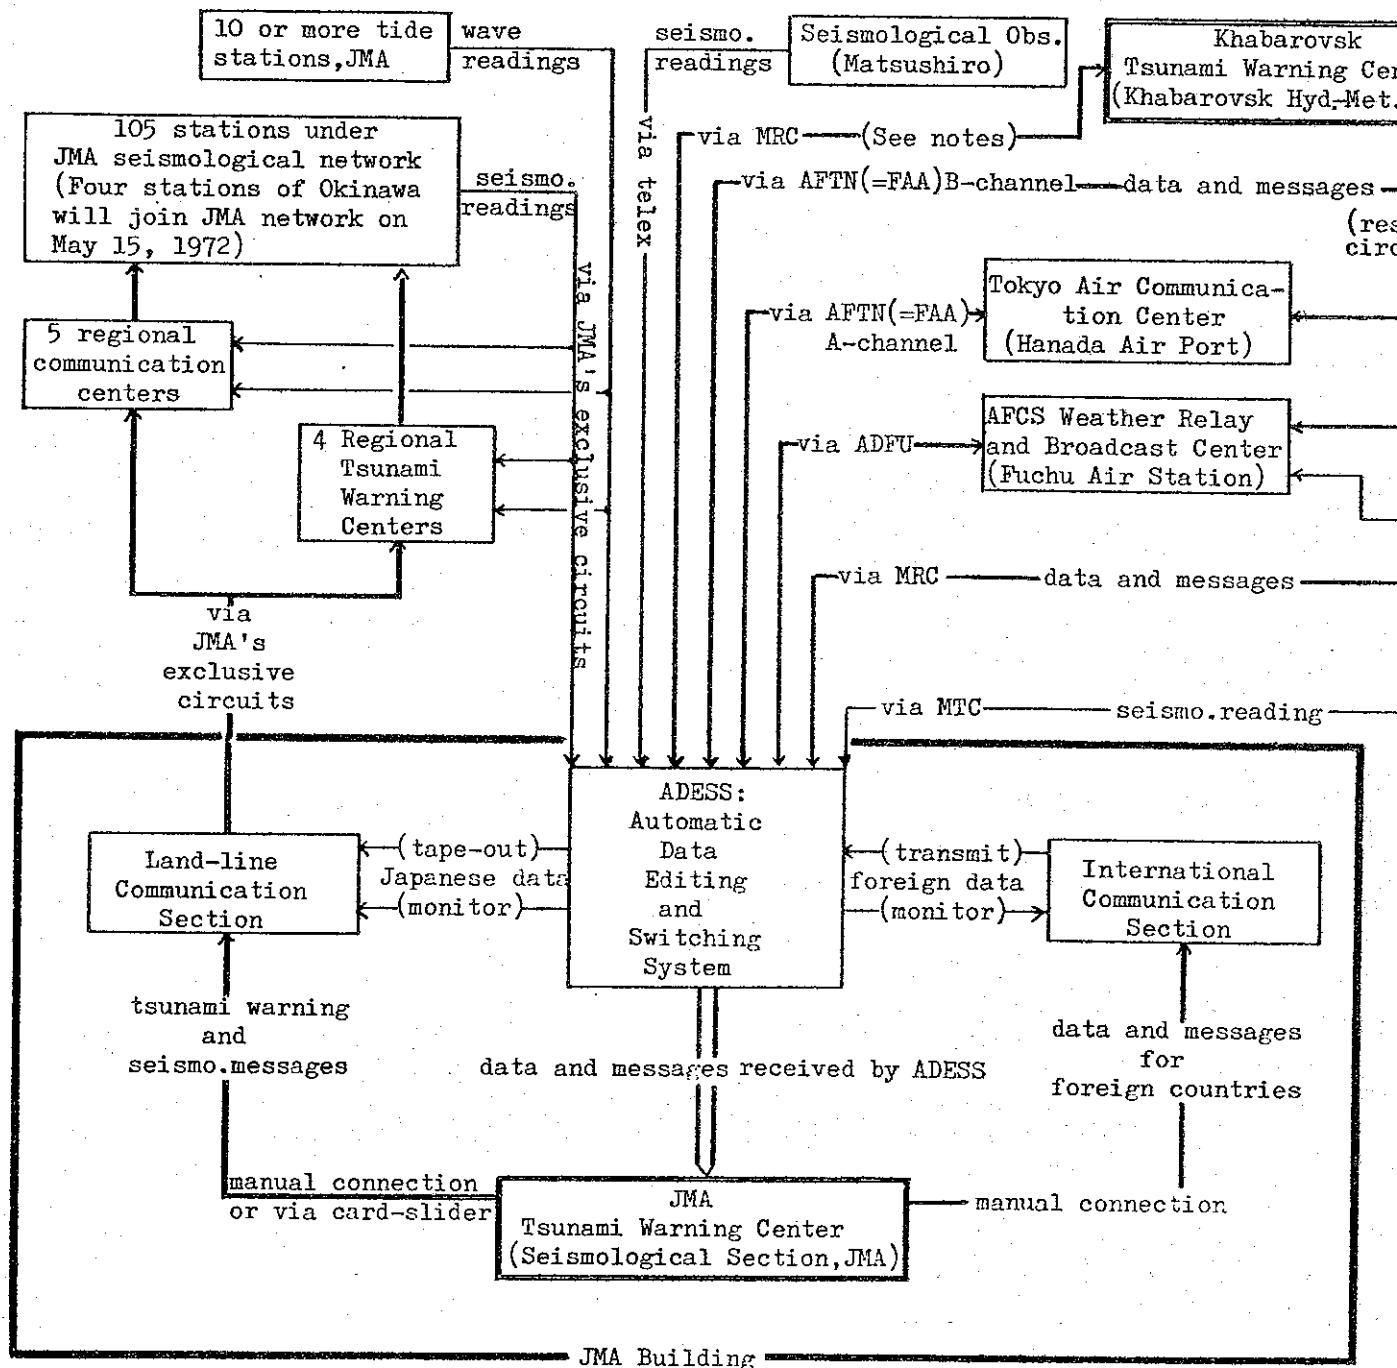 10 or more tide
stations,JMA
wave
readings
seismo.
readings
Seismological Obs.
(Matsushiro)
Khabarovsk
Tsunami Warning Cen
(Khabarovsk Hyd.-Met.
105 stations under
JMA seismological network
(Four stations of Okinawa
will join JMA network on
May 15, 1972)
seismo.
readings
via telex
via MRC
(See notes)
via AFTN(=FAA)B-channel
data and messages
(res
circ
via JMA's exclusive circuits
Tokyo Air Communica-
tion Center
(Hanada Air Port)
via AFTN(=FAA)
A-channel
5 regional
communication
centers
4 Regional
Tsunami
Warning
Centers
via ADFU
AFCS Weather Relay
and Broadcast Center
(Fuchu Air Station)
via MRC
data and messages
via
JMA's
exclusive
circuits
via MTC
seismo.reading
ADESS:
Automatic
Data
Editing
and
Switching
System
Land-line
Communication
Section
(tape-out)
Japanese data
(monitor)
(transmit)
foreign data
(monitor)
International
Communication
Section
tsunami warning
and
seismo.messages
data and messages received by ADESS
data and messages
for
foreign countries
manual connection
or via card-slider
JMA
Tsunami Warning Center
(Seismological Section,JMA)
manual connection
JMA Building